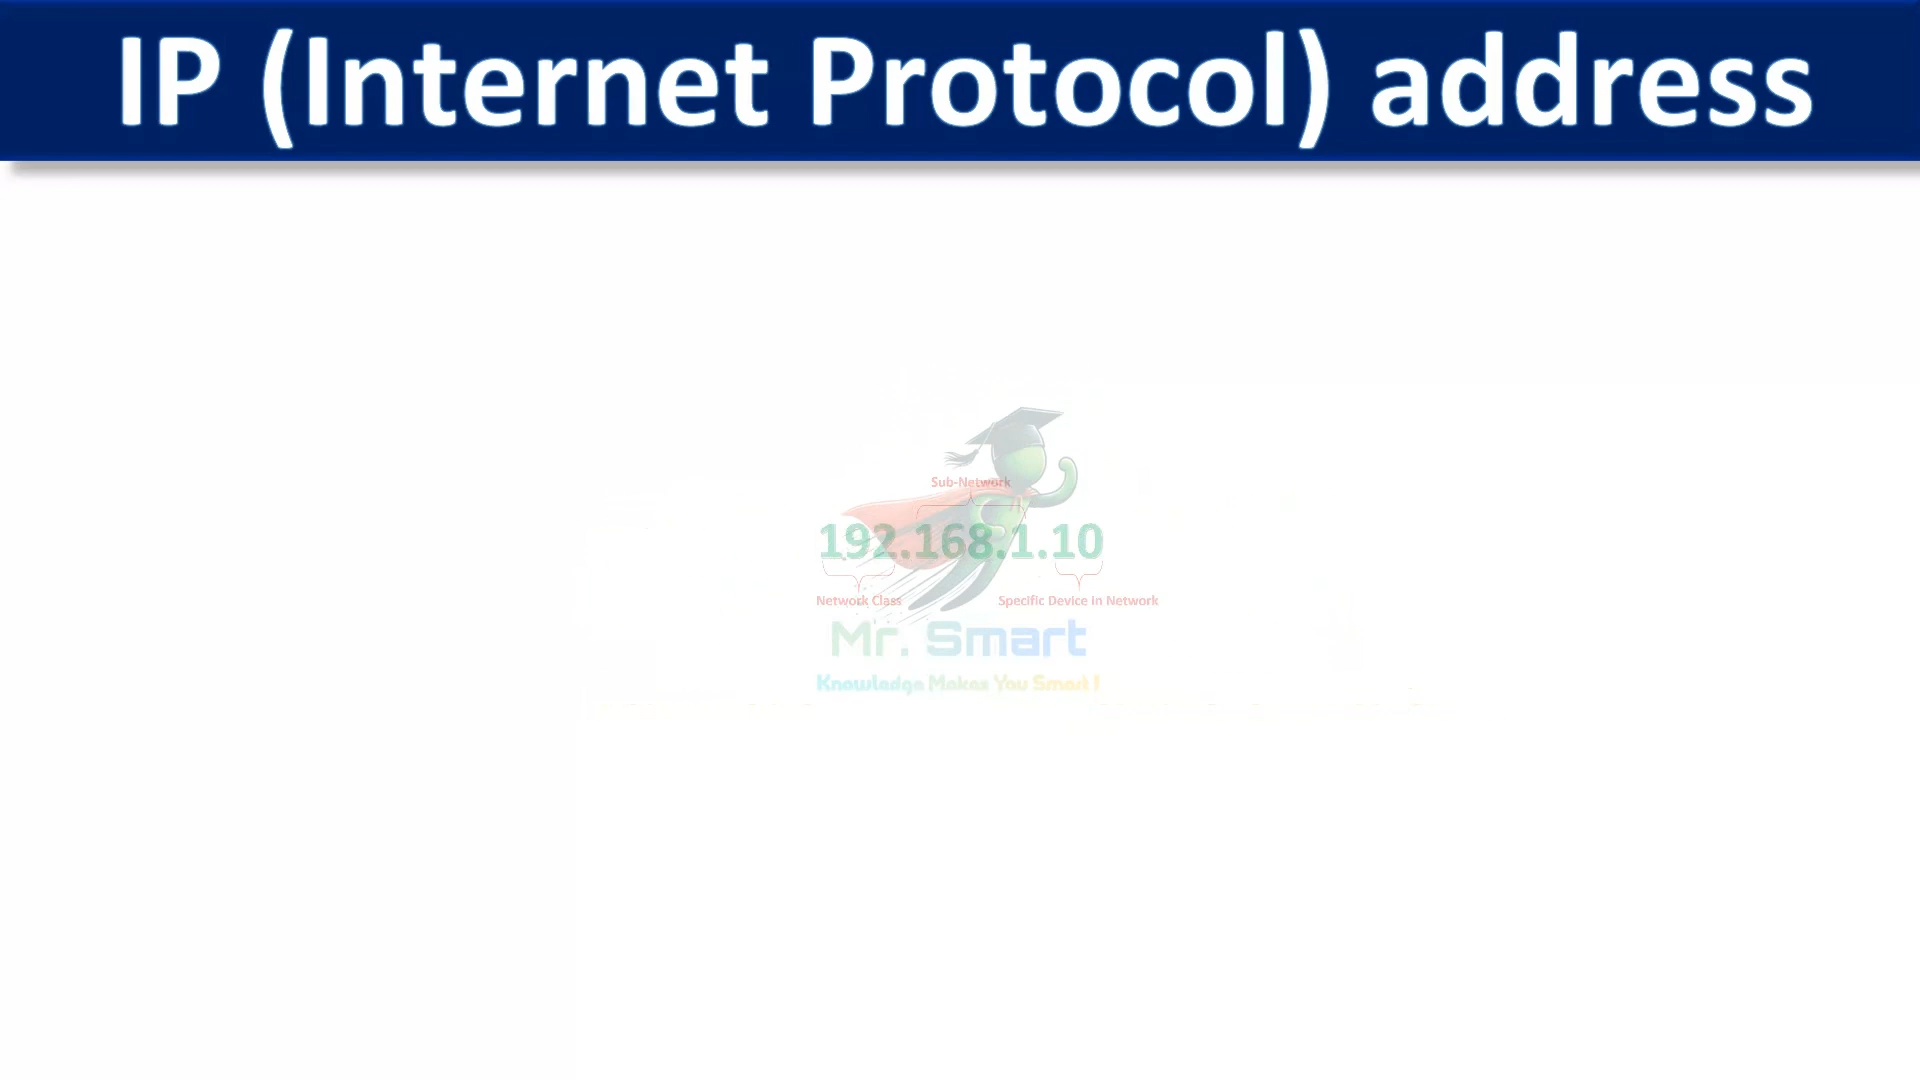 IP (Internet Protocol) address
Sub-Network
192.168.1.10
Network Class
Specific Device in Network
Mr. Smart
Knowledge Makes You Smart !